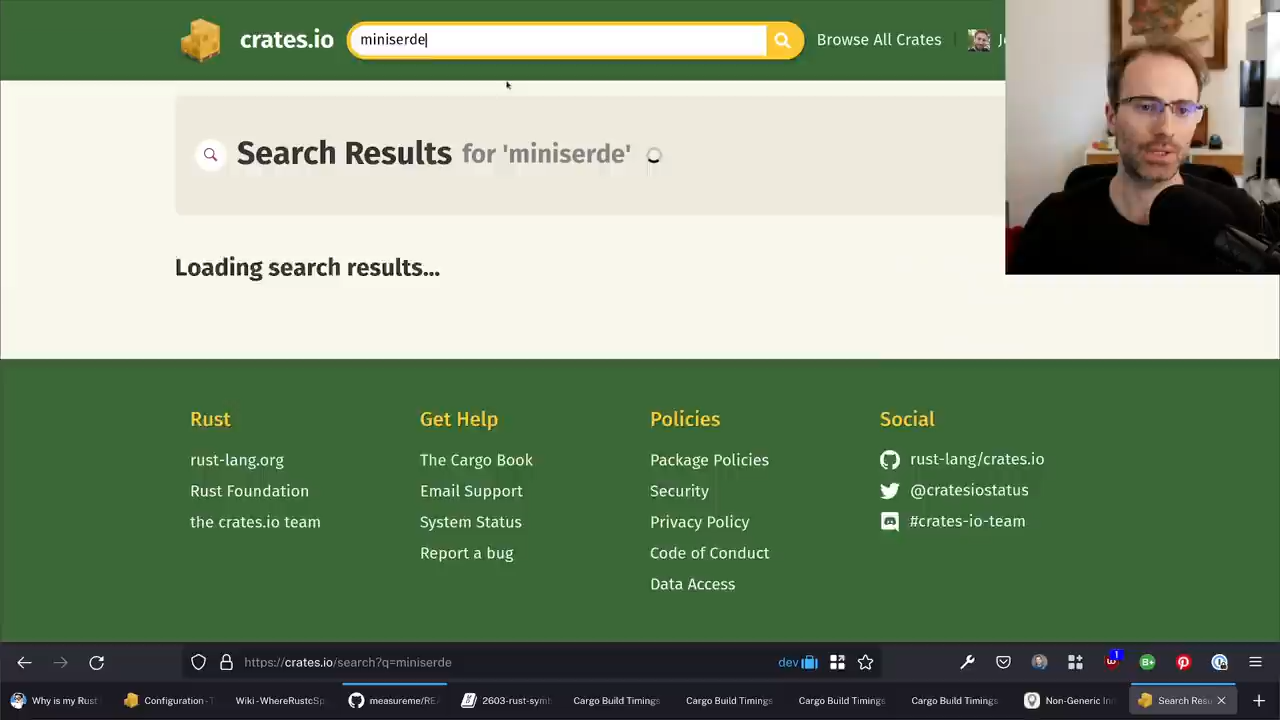 crates.io
miniserde
Browse All Crates
Search Results for 'miniserde'
Loading search results...
Rust
rust-lang.org
Rust Foundation
the crates.io team
Get Help
The Cargo Book
Email Support
System Status
Report a bug
Policies
Package Policies
Security
Privacy Policy
Code of Conduct
Data Access
Social
rust-lang/crates.io
@cratesiostatus
#crates-io-team
https://crates.io/search?q=miniserde
dev
1
Why is my Rust
Configuration - T
Wiki-WhereRustcSp
measureme/REA
2603-rust-symb
Cargo Build Timings
Cargo Build Timings
Cargo Build Timings
Cargo Build Timings
Non-Generic Inn
Search Resu